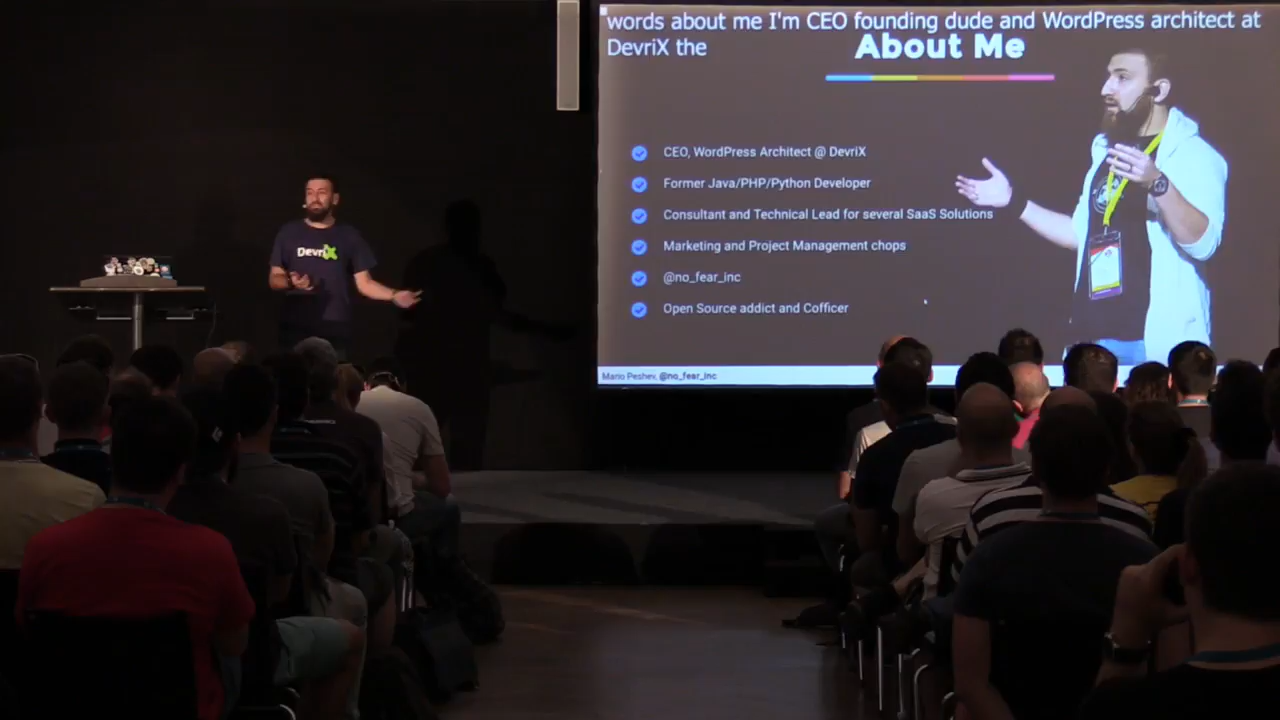 words about me I'm CEO founding dude and WordPress architect at
DevriX the
About Me
CEO, WordPress Architect @ DevriX
Former Java/PHP/Python Developer
Consultant and Technical Lead for several SaaS Solutions
Marketing and Project Management chops
@no_fear_inc
Open Source addict and Cofficer
Mario Peshev, @no_fear_inc
DevriX